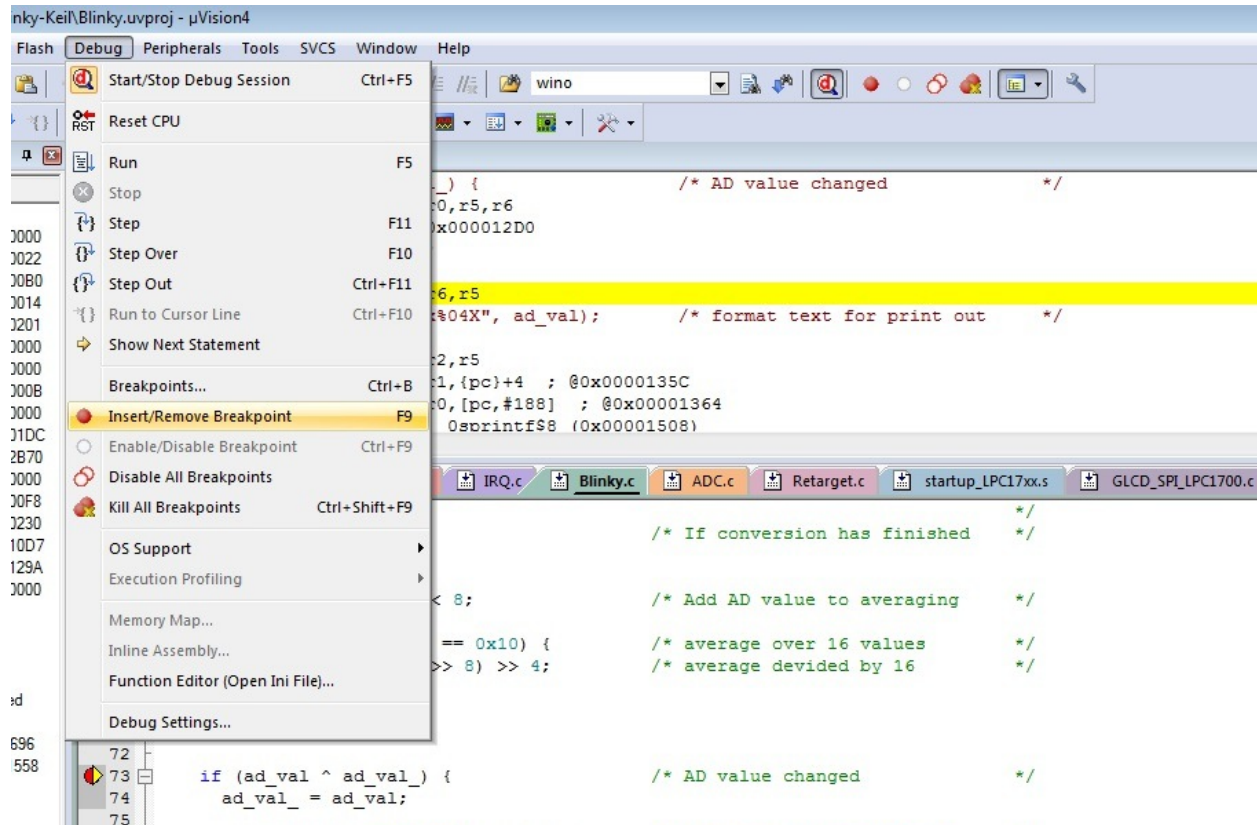 nky-Keil\Blinky.uvproj - µVision4
Flash Debug Peripherals Tools SVCS Window Help
Start/Stop Debug Session Ctrl+F5
wino
RST Reset CPU
Run F5
Stop
Step F11
Step Over F10
Step Out Ctrl+F11
Run to Cursor Line Ctrl+F10
Show Next Statement
Breakpoints... Ctrl+B
Insert/Remove Breakpoint F9
Enable/Disable Breakpoint Ctrl+F9
Disable All Breakpoints
Kill All Breakpoints Ctrl+Shift+F9
OS Support
Execution Profiling
Memory Map...
Inline Assembly...
Function Editor (Open Ini File)...
Debug Settings...
0000
0022
00B0
0014
0201
0000
0000
000B
0000
01DC
2B70
0000
00F8
0230
10D7
129A
0000
ed
696
558
_) { /* AD value changed */
r0,r5,r6
0x000012D0
r6,r5
%04X", ad_val); /* format text for print out */
r2,r5
r1,{pc}+4 ; @0x0000135C
r0,[pc,#188] ; @0x00001364
0sprintf$8 (0x00001508)
IRQ.c Blinky.c ADC.c Retarget.c startup_LPC17xx.s GLCD_SPI_LPC1700.c
*/
/* If conversion has finished */
< 8; /* Add AD value to averaging */
== 0x10) { /* average over 16 values */
>> 8) >> 4; /* average devided by 16 */
72
73 if (ad_val ^ ad_val_) { /* AD value changed */
74 ad_val_ = ad_val;
75